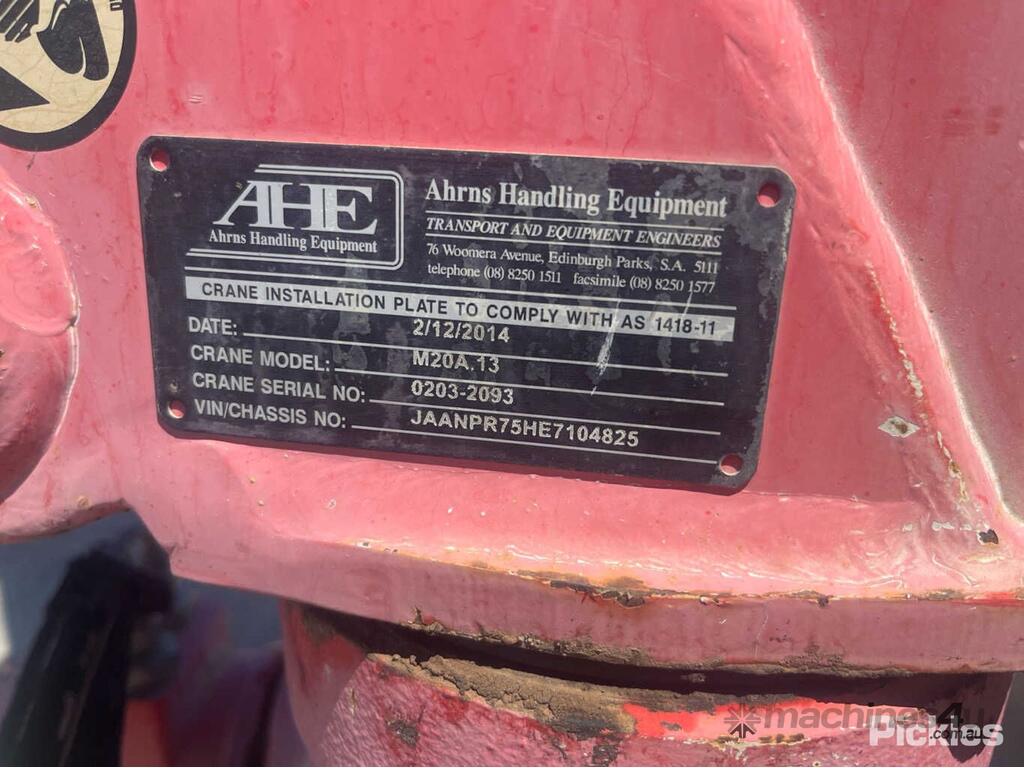 AHE
Ahrns Handling Equipment
Ahrns Handling Equipment
TRANSPORT AND EQUIPMENT ENGINEERS
76 Woomera Avenue, Edinburgh Parks, S.A. 5111
telephone (08) 8250 1511 facsimile (08) 8250 1577
CRANE INSTALLATION PLATE TO COMPLY WITH AS 1418-11
DATE: 2/12/2014
CRANE MODEL: M20A.13
CRANE SERIAL NO: 0203-2093
VIN/CHASSIS NO: JAANPR75HE7104825
machines4u
.com.au
Pickles